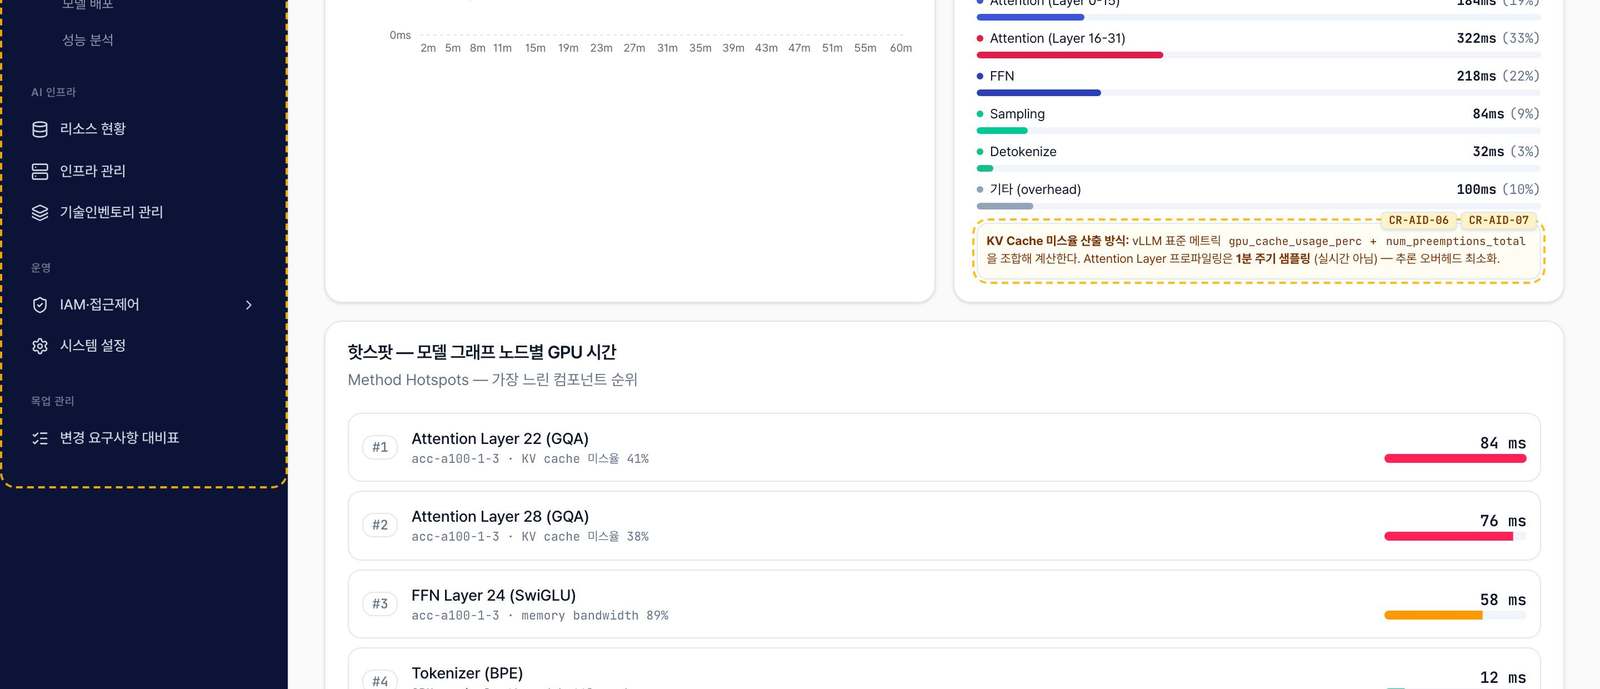 모델 배포
성능 분석
AI 인프라
리소스 현황
인프라 관리
기술인벤토리 관리
운영
IAM·접근제어
시스템 설정
목업 관리
변경 요구사항 대비표
0ms
2m 5m 8m 11m 15m 19m 23m 27m 31m 35m 39m 43m 47m 51m 55m 60m
Attention (Layer 0-15) 184ms (19%)
Attention (Layer 16-31) 322ms (33%)
FFN 218ms (22%)
Sampling 84ms (9%)
Detokenize 32ms (3%)
기타 (overhead) 100ms (10%)
CR-AID-06 CR-AID-07
KV Cache 미스율 산출 방식: vLLM 표준 메트릭 gpu_cache_usage_perc + num_preemptions_total
을 조합해 계산한다. Attention Layer 프로파일링은 1분 주기 샘플링 (실시간 아님) — 추론 오버헤드 최소화.
핫스팟 — 모델 그래프 노드별 GPU 시간
Method Hotspots — 가장 느린 컴포넌트 순위
#1 Attention Layer 22 (GQA) 84 ms
acc-a100-1-3 · KV cache 미스율 41%
#2 Attention Layer 28 (GQA) 76 ms
acc-a100-1-3 · KV cache 미스율 38%
#3 FFN Layer 24 (SwiGLU) 58 ms
acc-a100-1-3 · memory bandwidth 89%
#4 Tokenizer (BPE) 12 ms